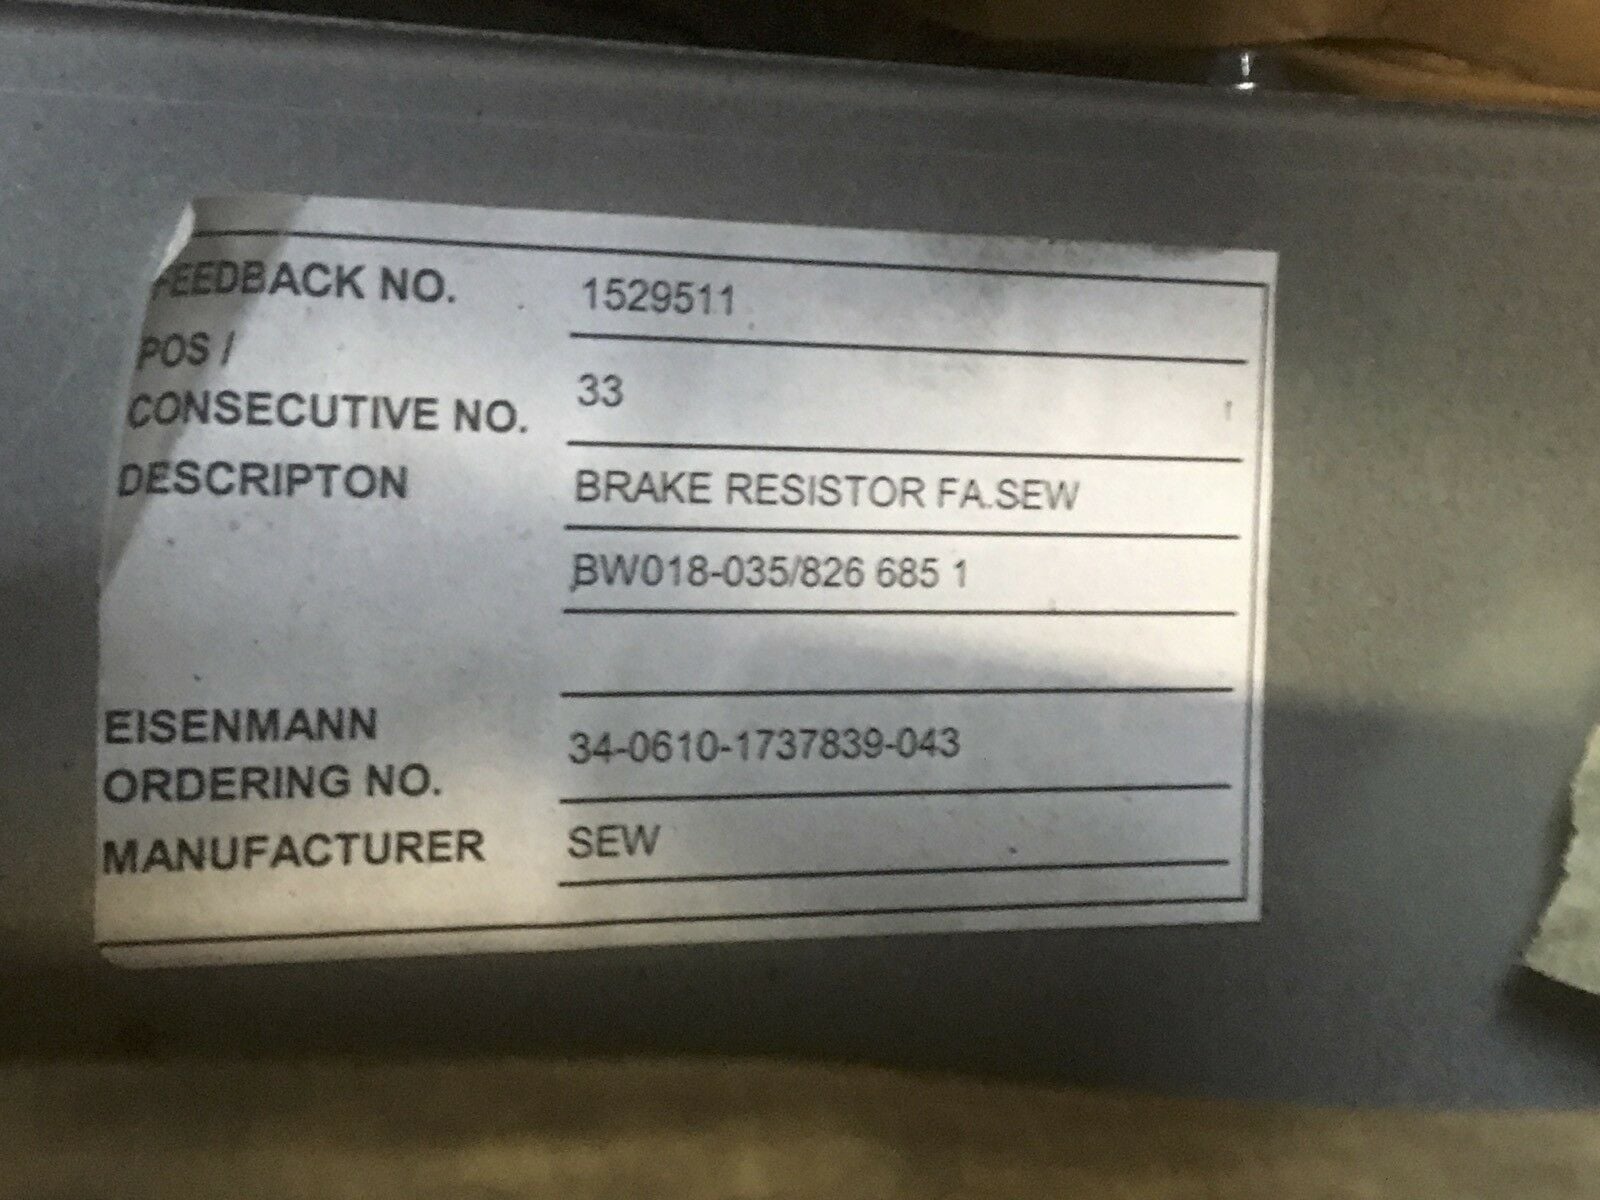 FEEDBACK NO. 1529511
POS /
CONSECUTIVE NO. 33
DESCRIPTON BRAKE RESISTOR FA.SEW
BW018-035/826 685 1
EISENMANN
ORDERING NO. 34-0610-1737839-043
MANUFACTURER SEW